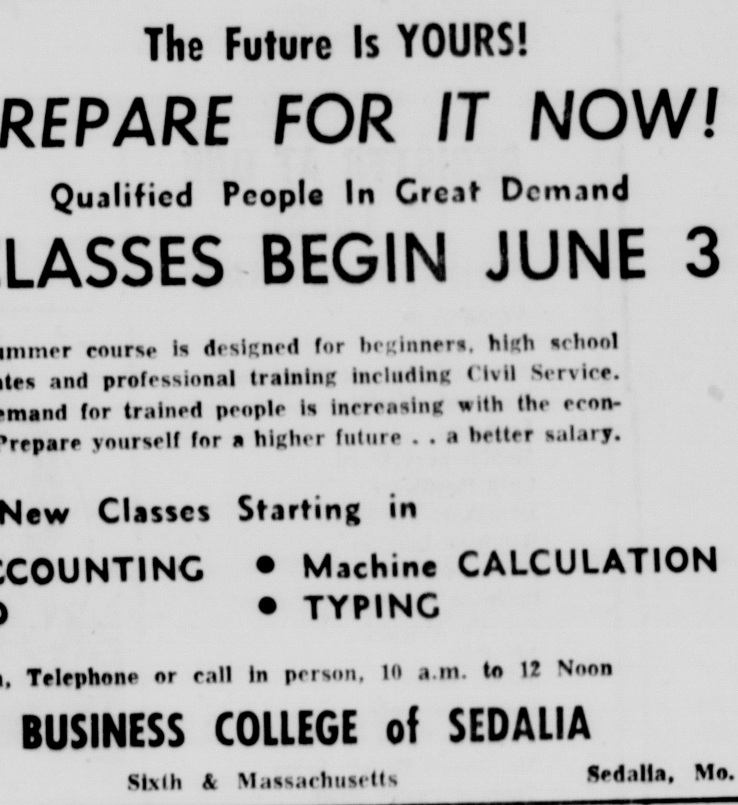 The Future Is YOURS!
REPARE FOR IT NOW!
Qualified People In Great Demand
LASSES BEGIN JUNE 3
ummer course is designed for beginners, high school
ates and professional training including Civil Service.
emand for trained people is increasing with the econ-
Prepare yourself for a higher future . . a better salary.
New Classes Starting in
CCOUNTING • Machine CALCULATION
• TYPING
, Telephone or call in person, 10 a.m. to 12 Noon
BUSINESS COLLEGE of SEDALIA
Sixth & Massachusetts Sedalia, Mo.